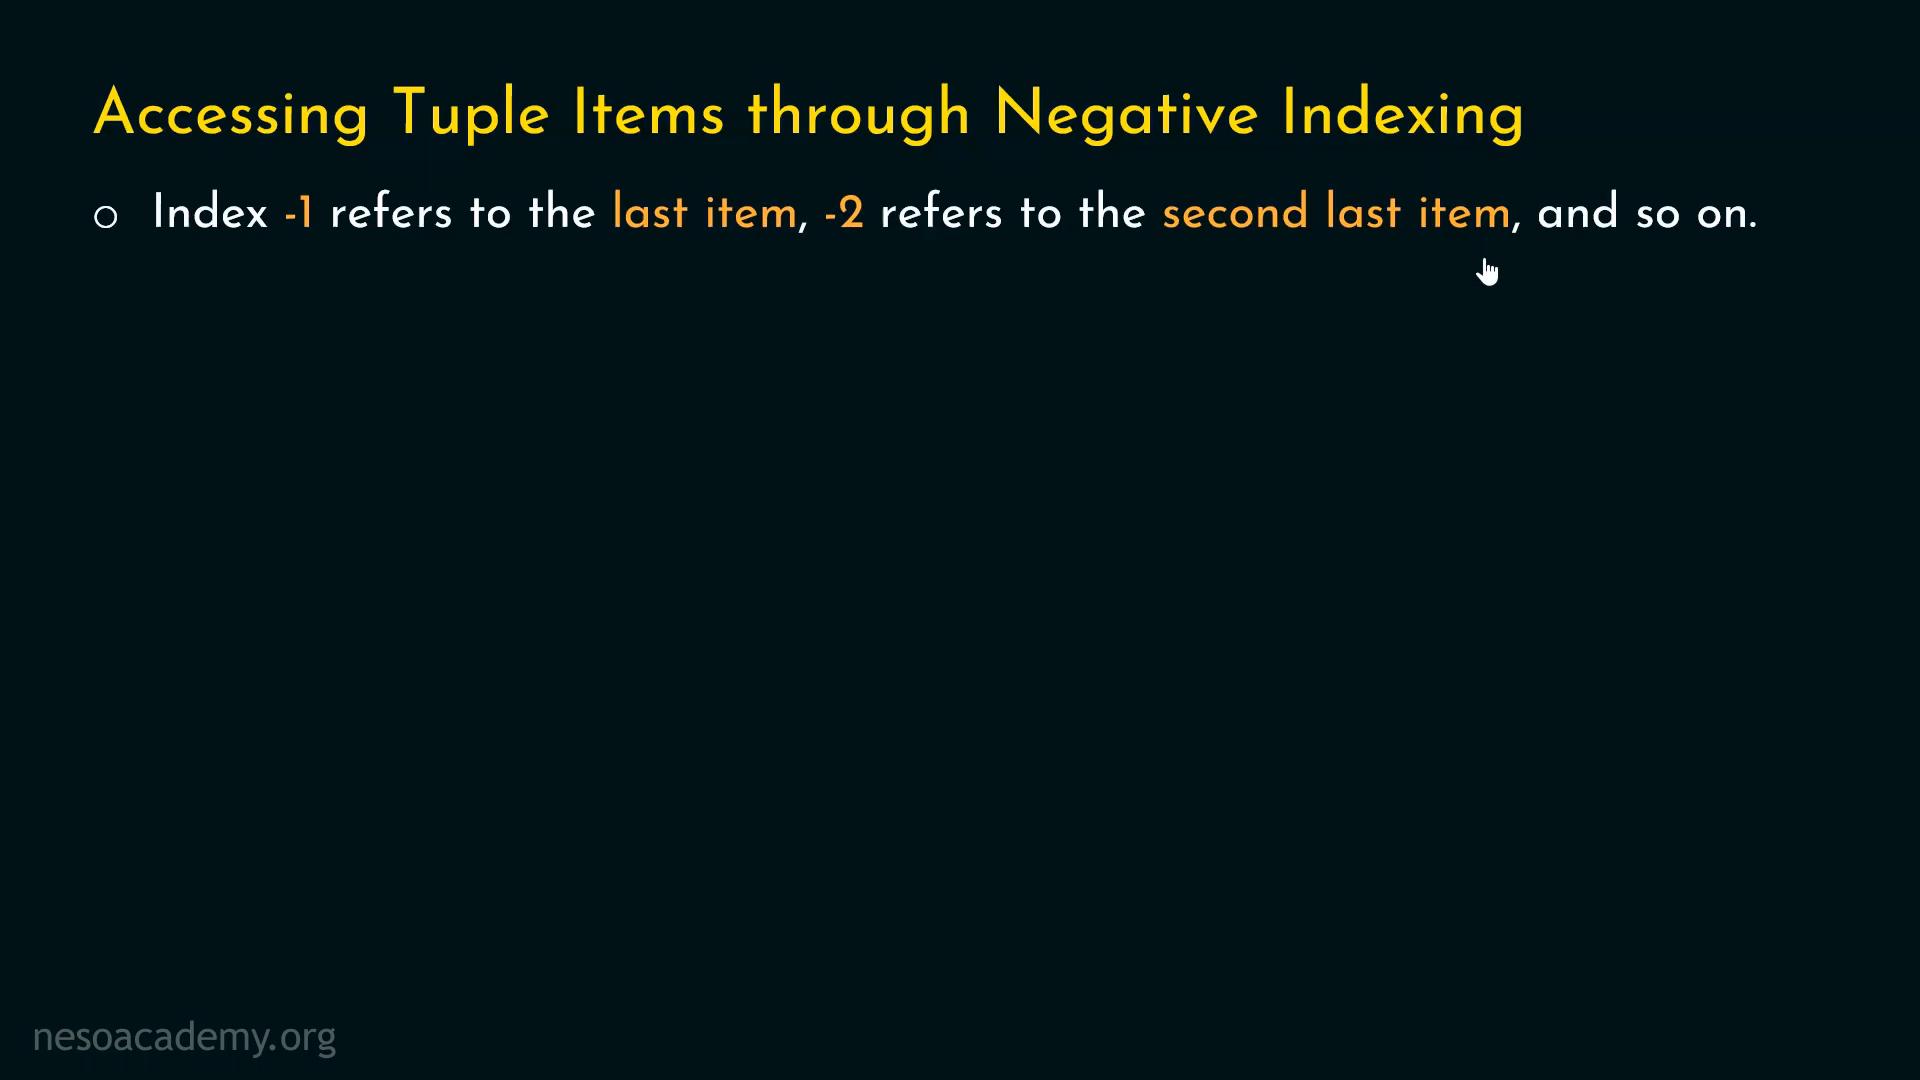 Accessing Tuple Items through Negative Indexing
○ Index -1 refers to the last item, -2 refers to the second last item, and so on.
nesoacademy.org